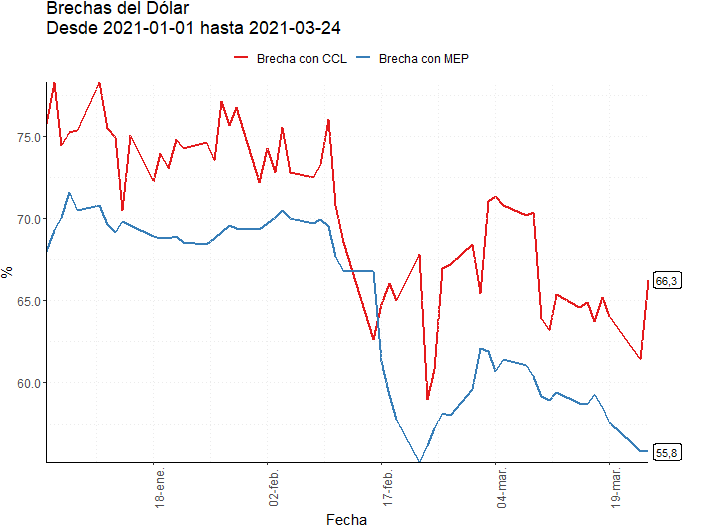 Brechas del Dólar
Desde 2021-01-01 hasta 2021-03-24
Brecha con CCL
Brecha con MEP
%
75.0
70.0
65.0
60.0
66,3
55,8
18-ene.
02-feb.
17-feb.
04-mar.
19-mar.
Fecha